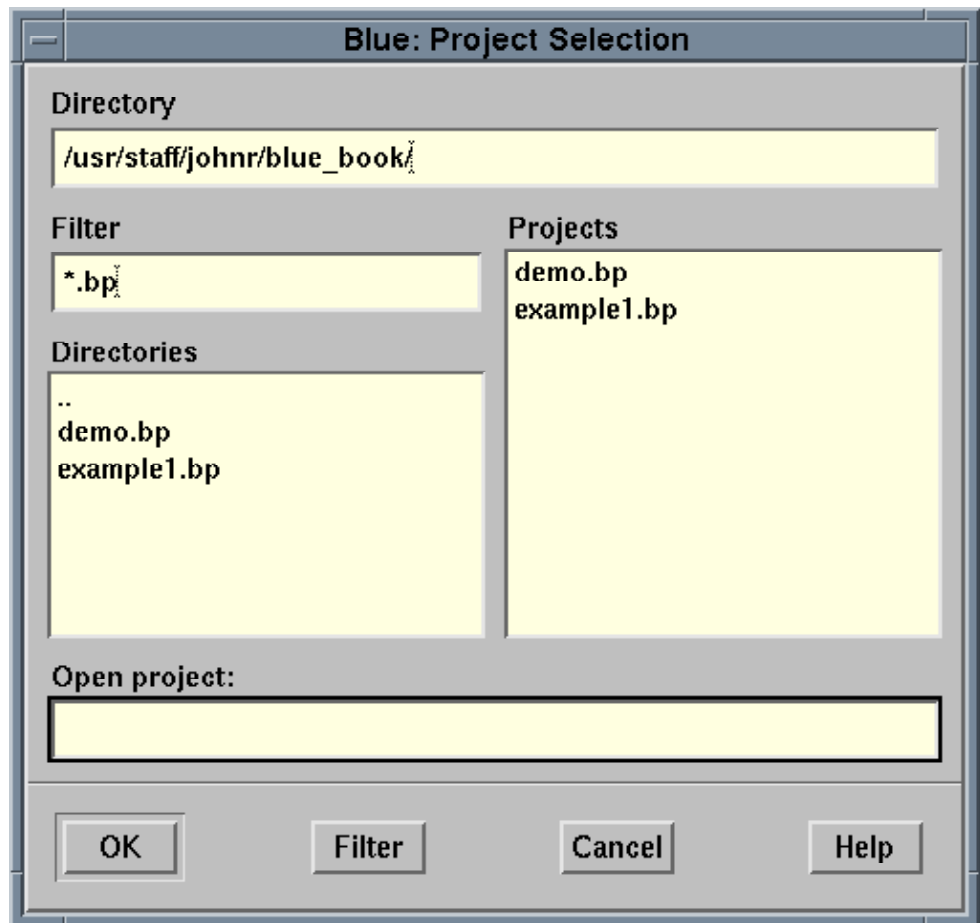 Blue: Project Selection
Directory
/usr/staff/johnr/blue_book/
Filter
*.bp
Directories
..
demo.bp
example1.bp
Projects
demo.bp
example1.bp
Open project:
OK
Filter
Cancel
Help